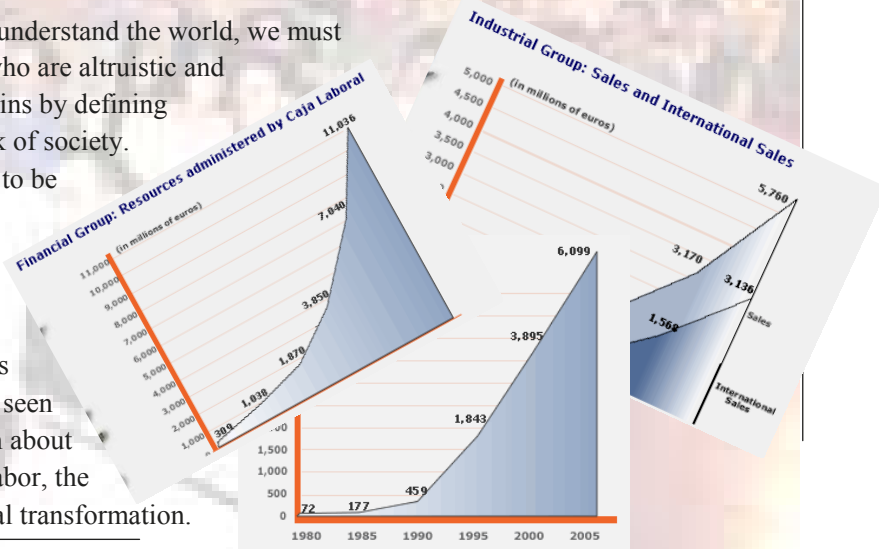 understand the world, we must
who are altruistic and
ins by defining
k of society.
to be
s
seen
about
abor, the
al transformation.
Financial Group: Resources administered by Caja Laboral
(in millions of euros)
11,000
10,000
9,000
8,000
7,000
6,000
5,000
4,000
3,000
2,000
1,000
0
309
1,038
1,870
3,850
7,040
11,036
Industrial Group: Sales and International Sales
(in millions of euros)
5,000
4,500
4,000
3,500
3,000
5,760
3,170
3,136
1,568
Sales
International
Sales
6,099
3,895
1,843
459
177
72
1,500
1,000
500
0
1980 1985 1990 1995 2000 2005